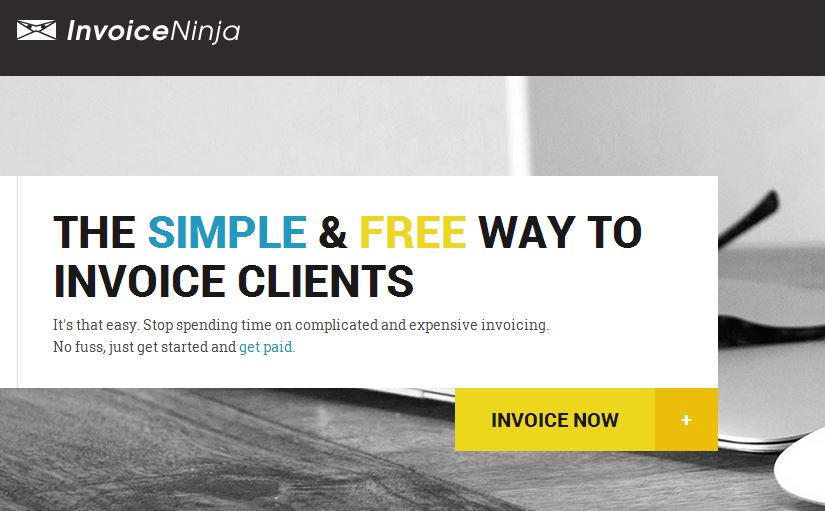 InvoiceNinja
THE SIMPLE & FREE WAY TO
INVOICE CLIENTS
It's that easy. Stop spending time on complicated and expensive invoicing.
No fuss, just get started and get paid.
INVOICE NOW +